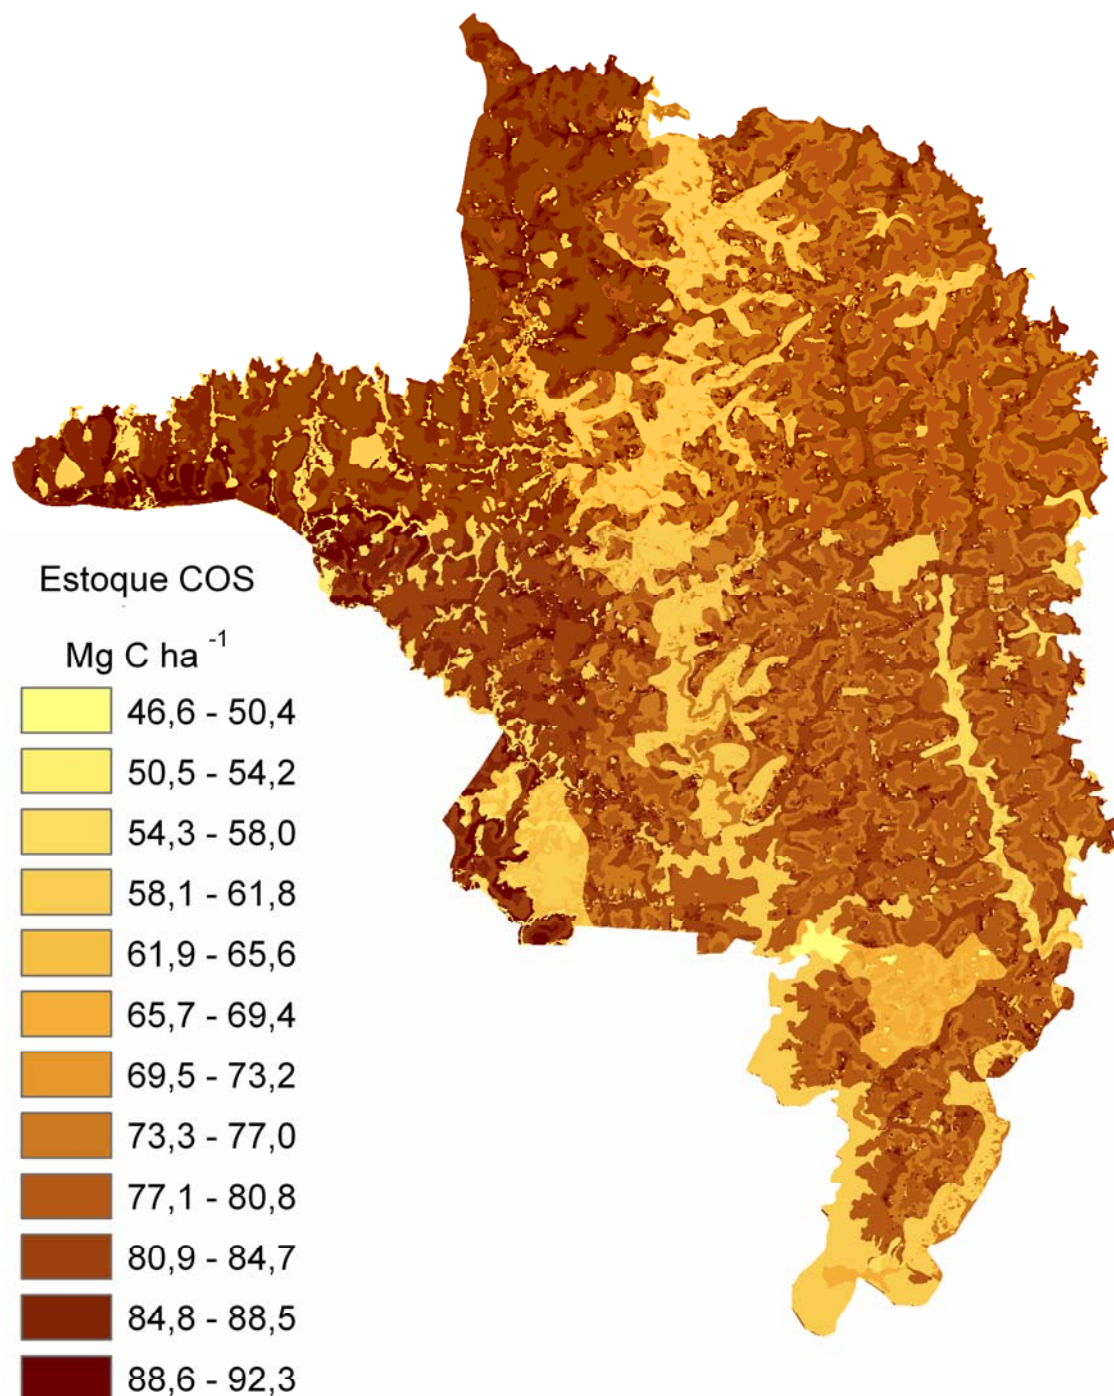 Estoque COS
Mg C ha -1
46,6 - 50,4
50,5 - 54,2
54,3 - 58,0
58,1 - 61,8
61,9 - 65,6
65,7 - 69,4
69,5 - 73,2
73,3 - 77,0
77,1 - 80,8
80,9 - 84,7
84,8 - 88,5
88,6 - 92,3